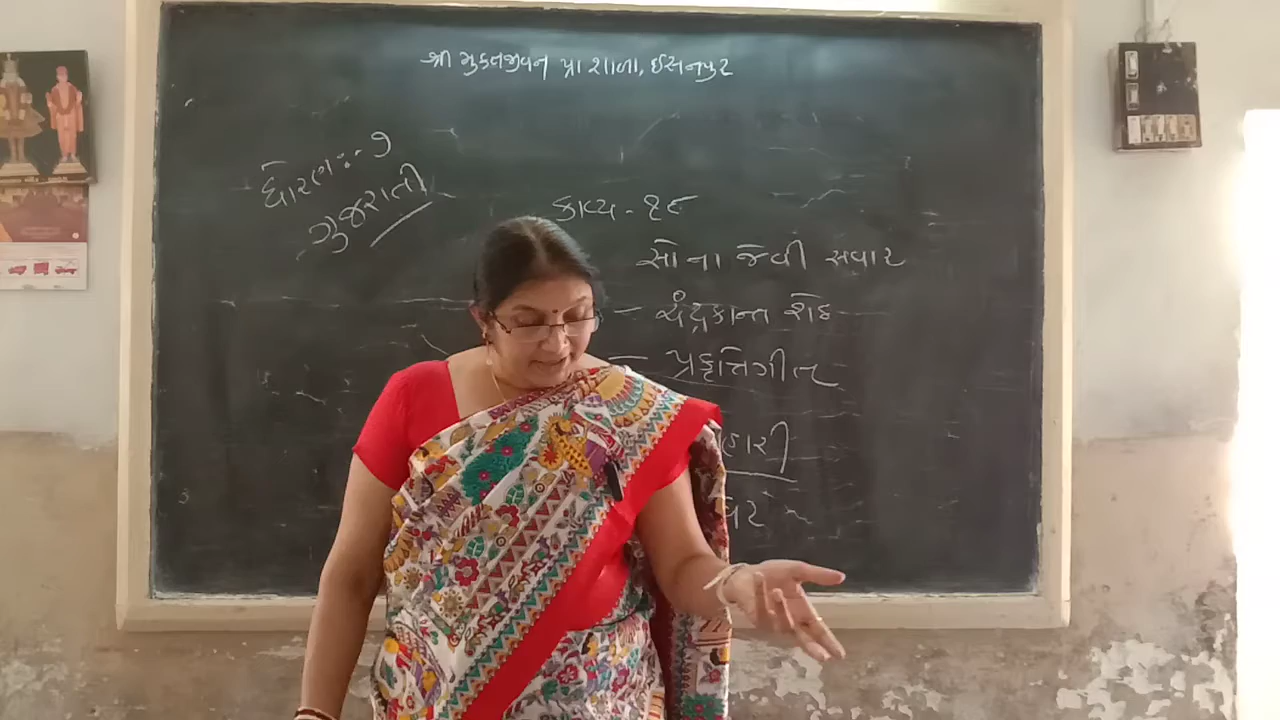 શ્રી મુક્તજીવન પ્રા શાળા, ઈસનપુર
ધોરણ :- ૭
ગુજરાતી
કાવ્ય - ૧૯
સોના જેવી સવાર
- ચંદ્રકાન્ત શેઠ
- પ્રકૃત્તિગીત